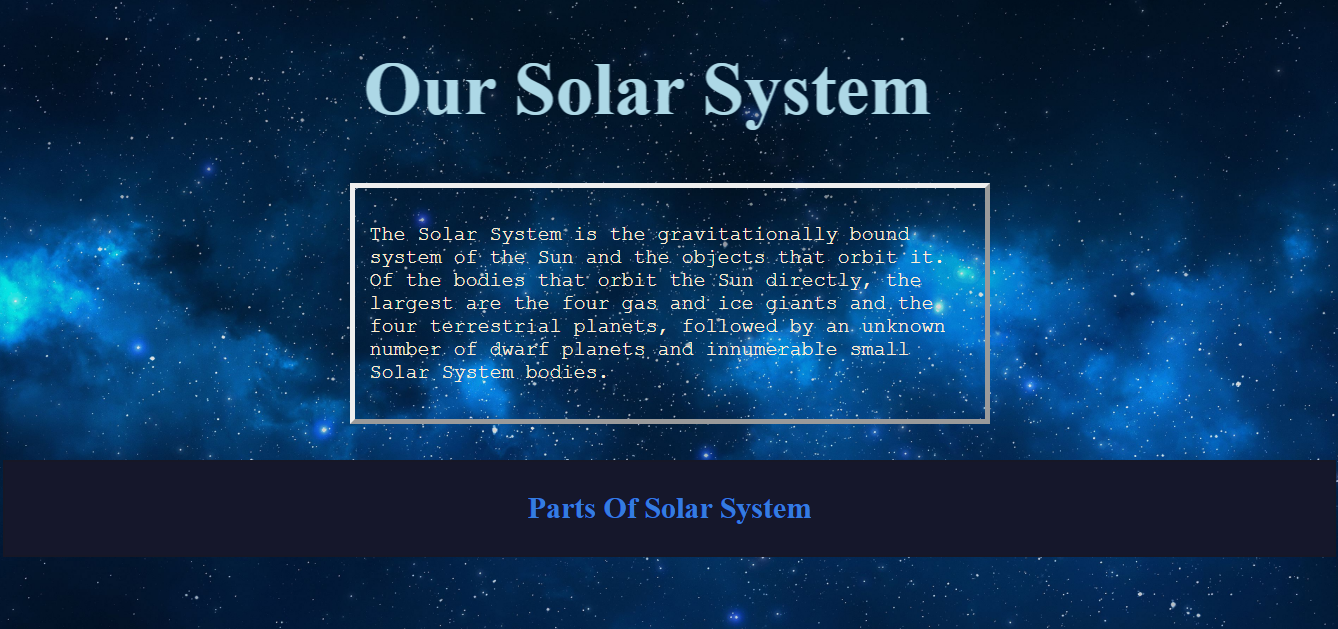 Our Solar System
The Solar System is the gravitationally bound
system of the Sun and the objects that orbit it.
Of the bodies that orbit the Sun directly, the
largest are the four gas and ice giants and the
four terrestrial planets, followed by an unknown
number of dwarf planets and innumerable small
Solar System bodies.
Parts Of Solar System